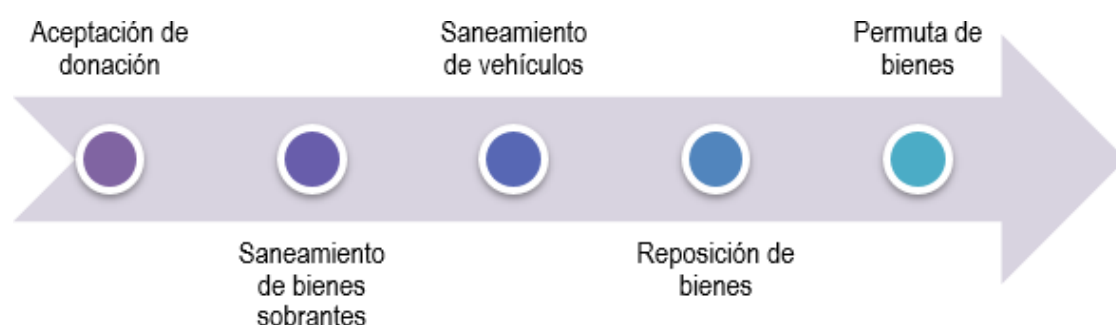 Aceptación de
donación
Saneamiento
de bienes
sobrantes
Saneamiento
de vehículos
Reposición de
bienes
Permuta de
bienes